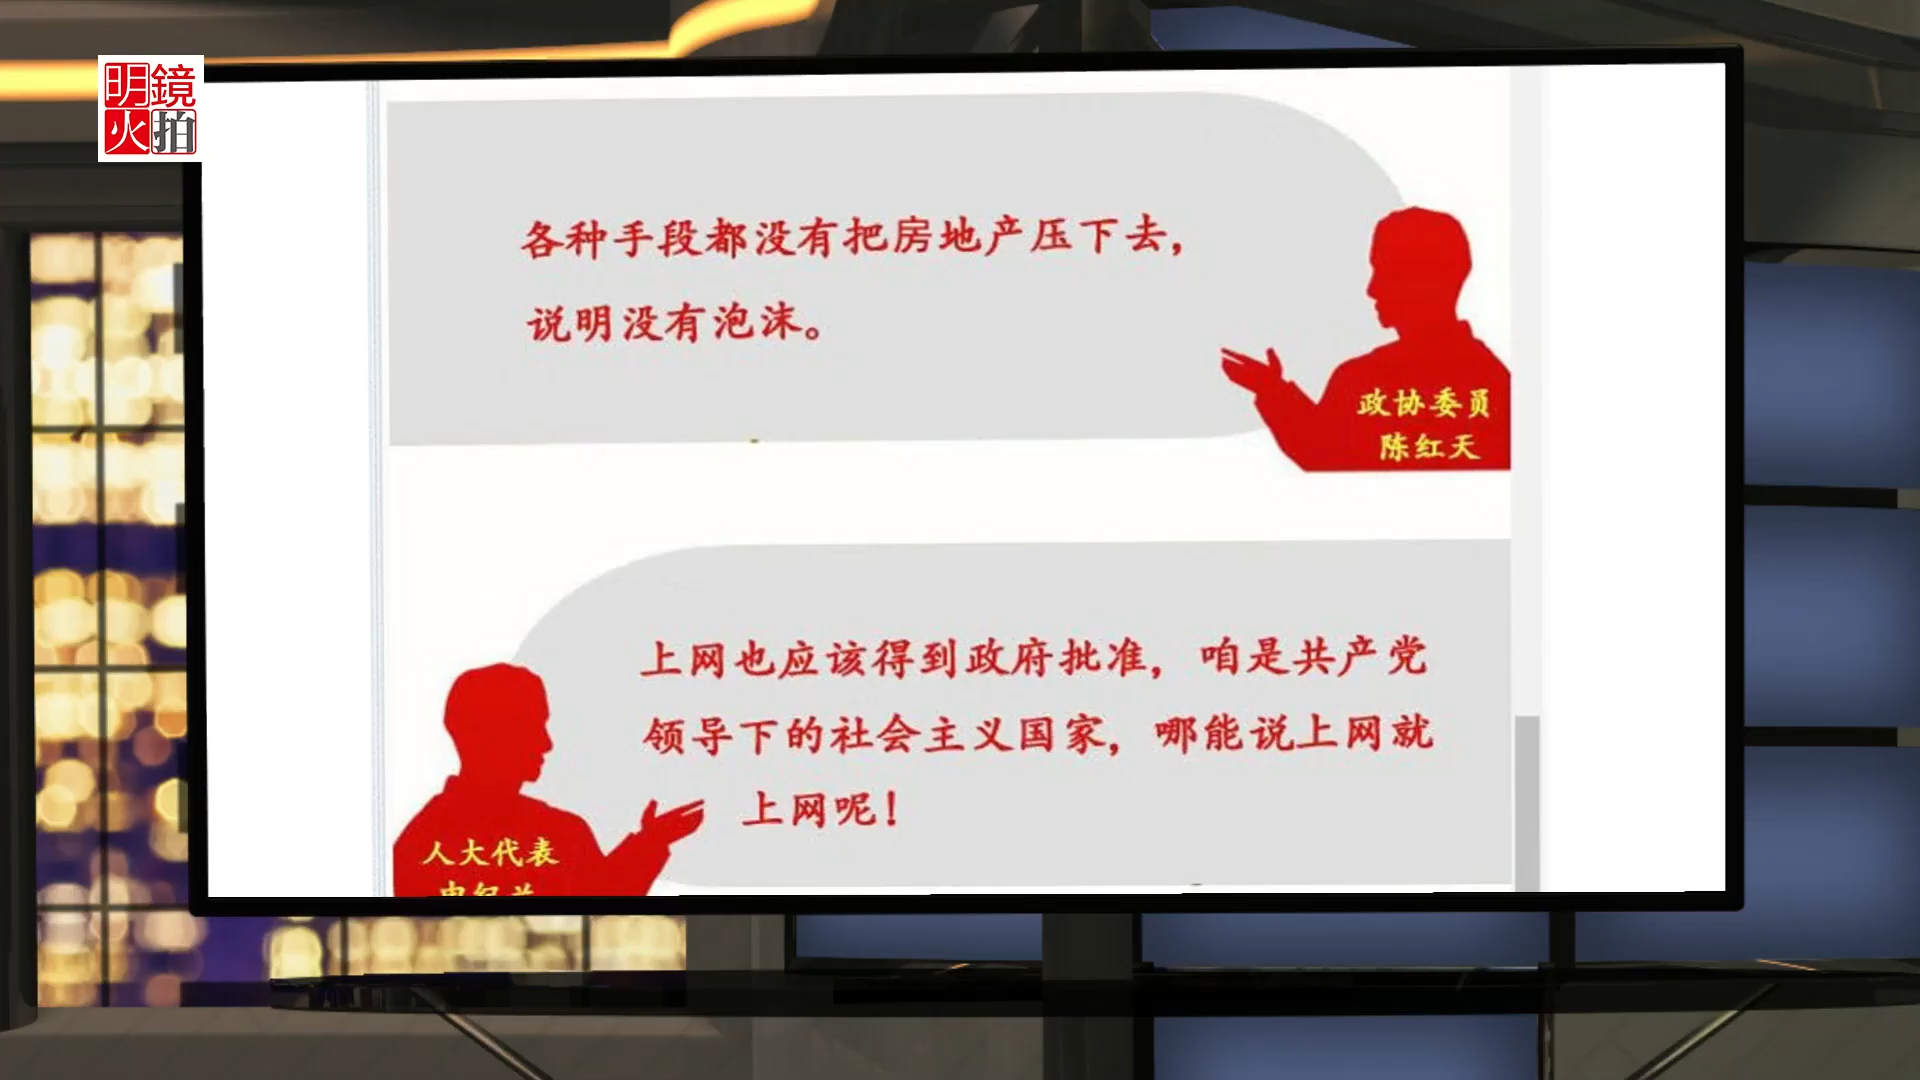 明鏡
火拍
各种手段都没有把房地产压下去，
说明没有泡沫。
政协委员
陈红天
上网也应该得到政府批准，咱是共产党
领导下的社会主义国家，哪能说上网就
上网呢！
人大代表